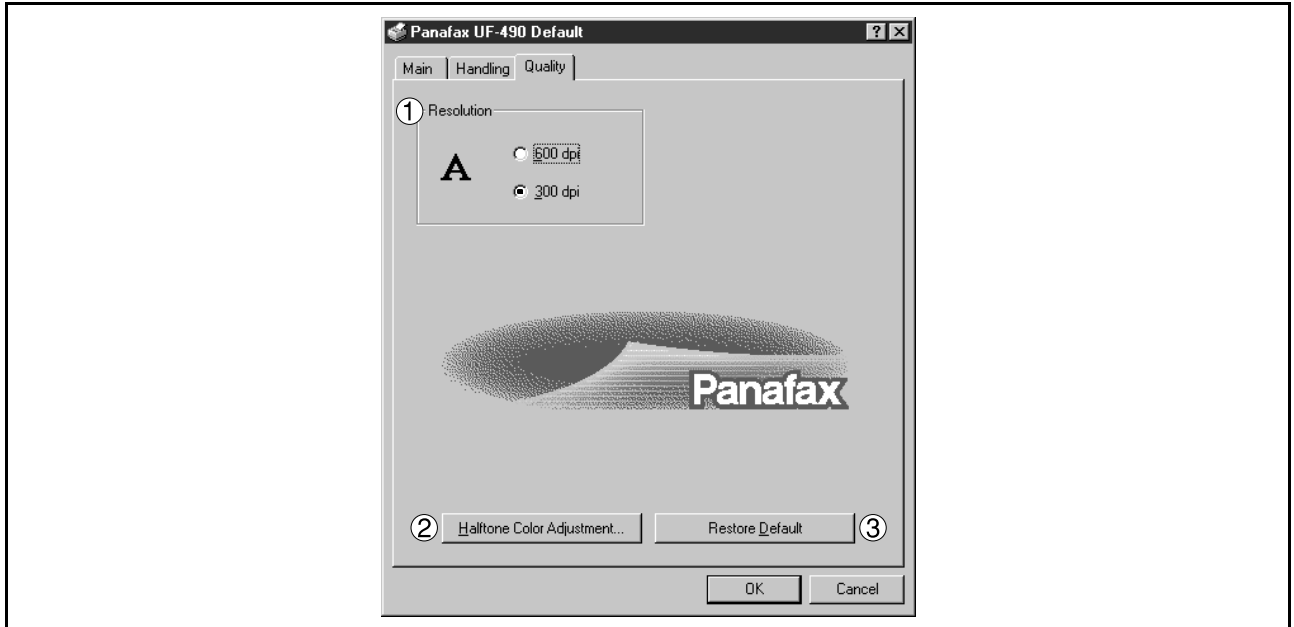 Panafax UF-490 Default
Main Handling Quality
① Resolution
A
600 dpi
300 dpi
Panafax
② Halftone Color Adjustment... Restore Default ③
OK Cancel